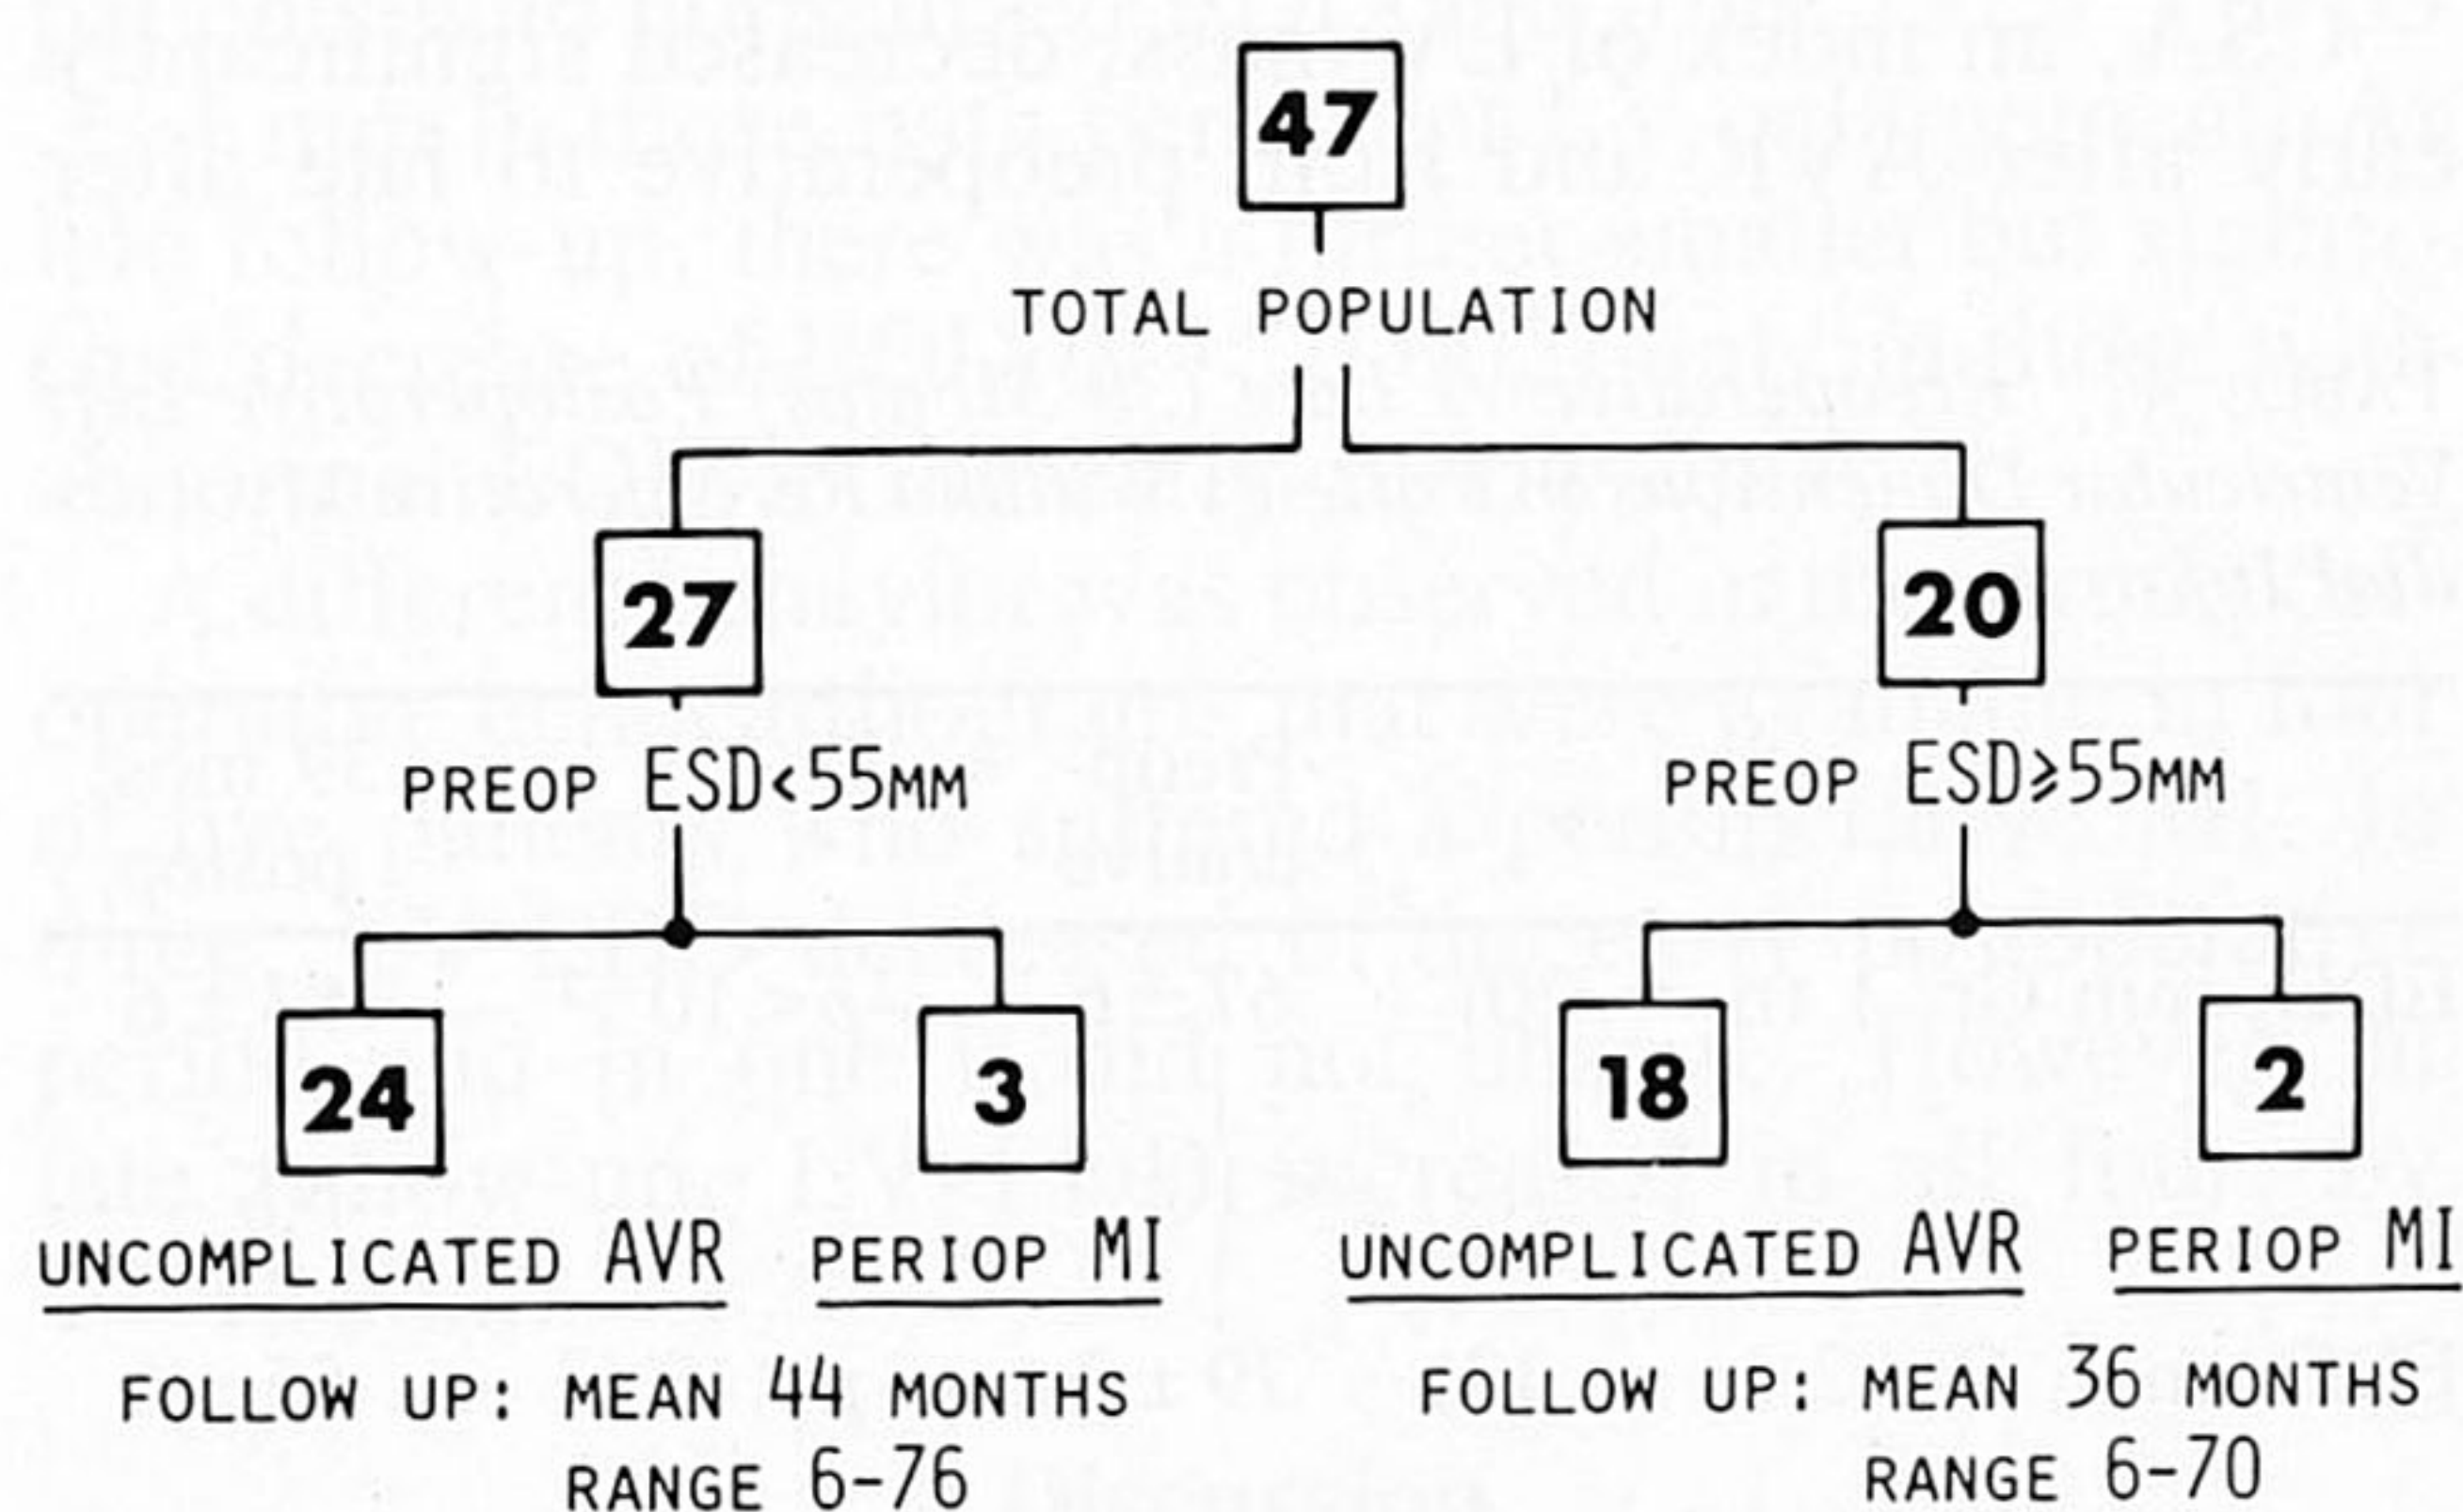 47
TOTAL POPULATION
27 20
PREOP ESD<55MM PREOP ESD≥55MM
24 3 18 2
UNCOMPLICATED AVR PERIOP MI UNCOMPLICATED AVR PERIOP MI
FOLLOW UP: MEAN 44 MONTHS FOLLOW UP: MEAN 36 MONTHS
RANGE 6-76 RANGE 6-70